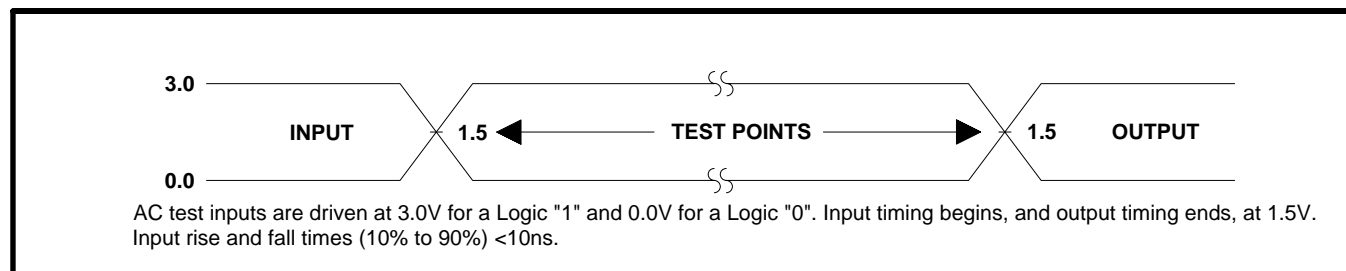 3.0
INPUT 1.5 TEST POINTS 1.5 OUTPUT
0.0
AC test inputs are driven at 3.0V for a Logic "1" and 0.0V for a Logic "0". Input timing begins, and output timing ends, at 1.5V.
Input rise and fall times (10% to 90%) <10ns.